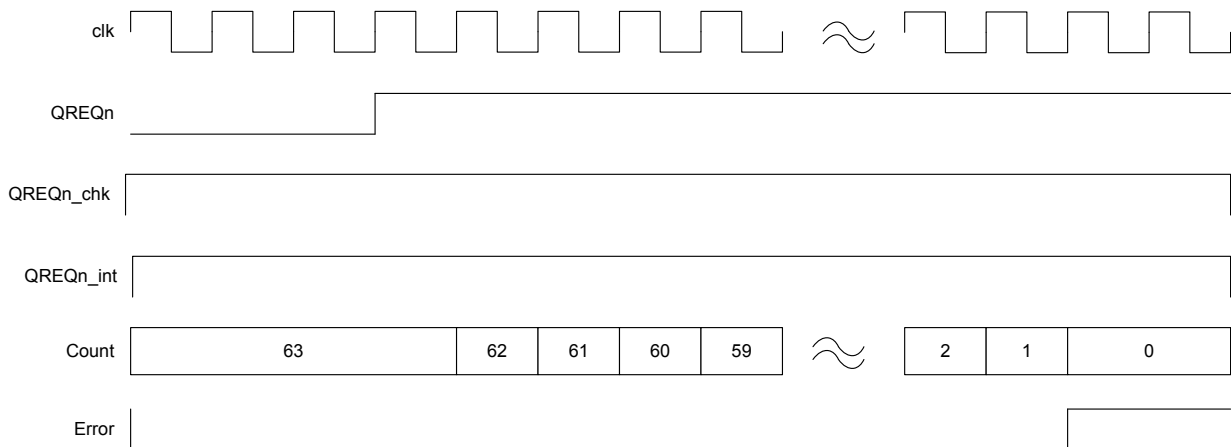 clk
QREQn
QREQn_chk
QREQn_int
Count 63 62 61 60 59 2 1 0
Error